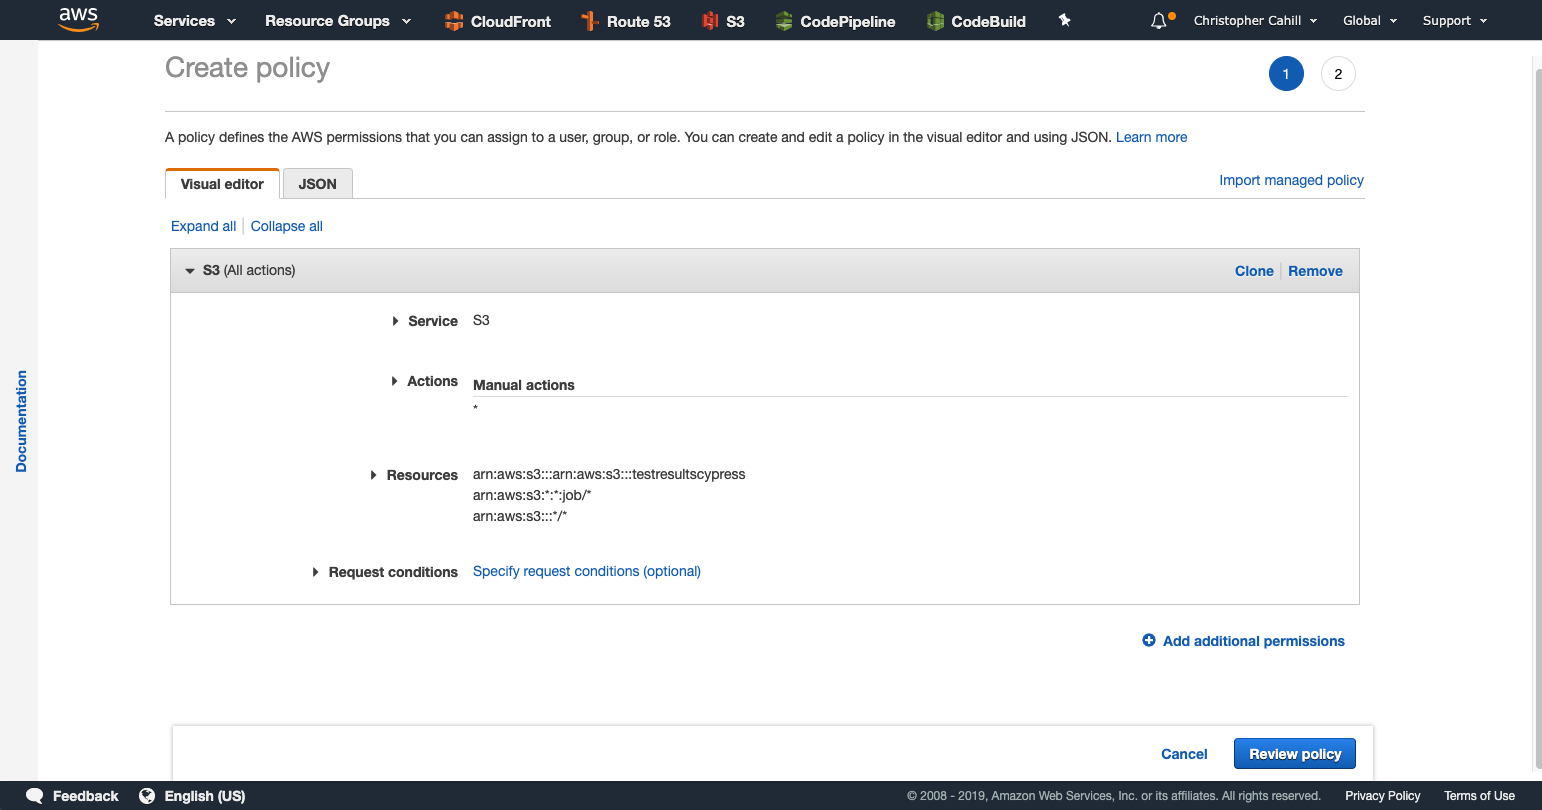 aws Services Resource Groups CloudFront Route 53 S3 CodePipeline CodeBuild Christopher Cahill Global Support
Create policy
1 2
A policy defines the AWS permissions that you can assign to a user, group, or role. You can create and edit a policy in the visual editor and using JSON. Learn more
Visual editor JSON Import managed policy
Expand all Collapse all
S3 (All actions) Clone Remove
Service S3
Actions Manual actions
*
Resources arn:aws:s3:::arn:aws:s3:::testresultscypress
arn:aws:s3:*:*:job/*
arn:aws:s3:::*/*
Request conditions Specify request conditions (optional)
Add additional permissions
Documentation
Cancel Review policy
Feedback English (US) © 2008 - 2019, Amazon Web Services, Inc. or its affiliates. All rights reserved. Privacy Policy Terms of Use